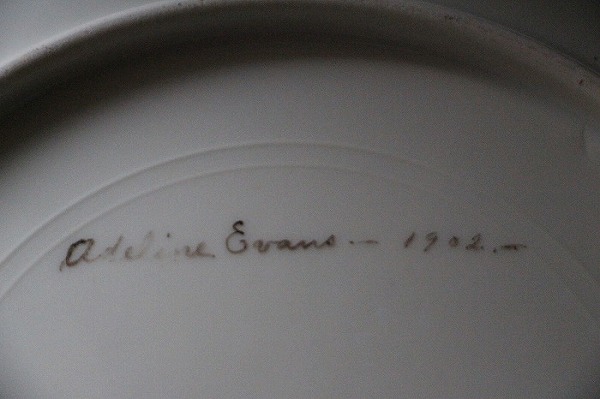 Adeline Evans.— 1902.—